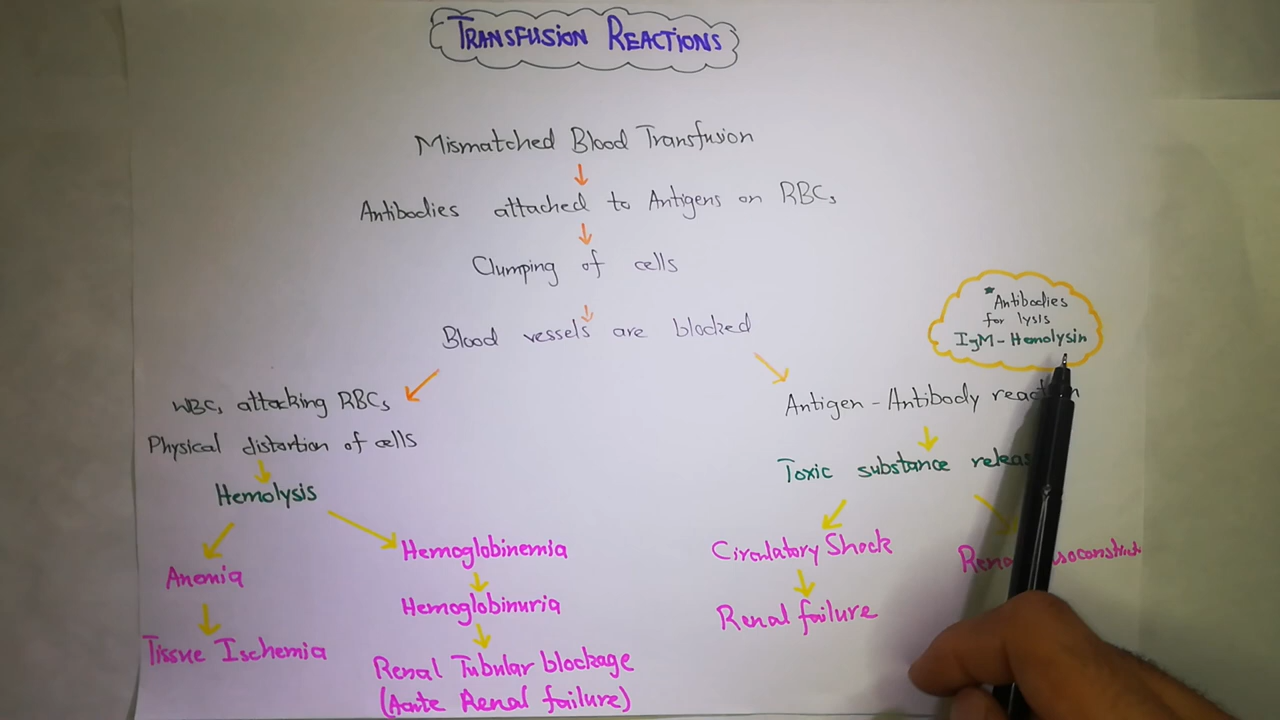 TRANSFUSION REACTIONS
Mismatched Blood Transfusion
Antibodies attached to Antigens on RBCs
Clumping of cells
Blood vessels are blocked
* Antibodies
for lysis
IgM - Hemolysin
WBCs attacking RBCs
Physical distortion of cells
Hemolysis
Anemia
Tissue Ischemia
Hemoglobinemia
Hemoglobinuria
Renal Tubular blockage
(Acute Renal failure)
Antigen - Antibody
Toxic substance
Circulatory Shock
Renal failure